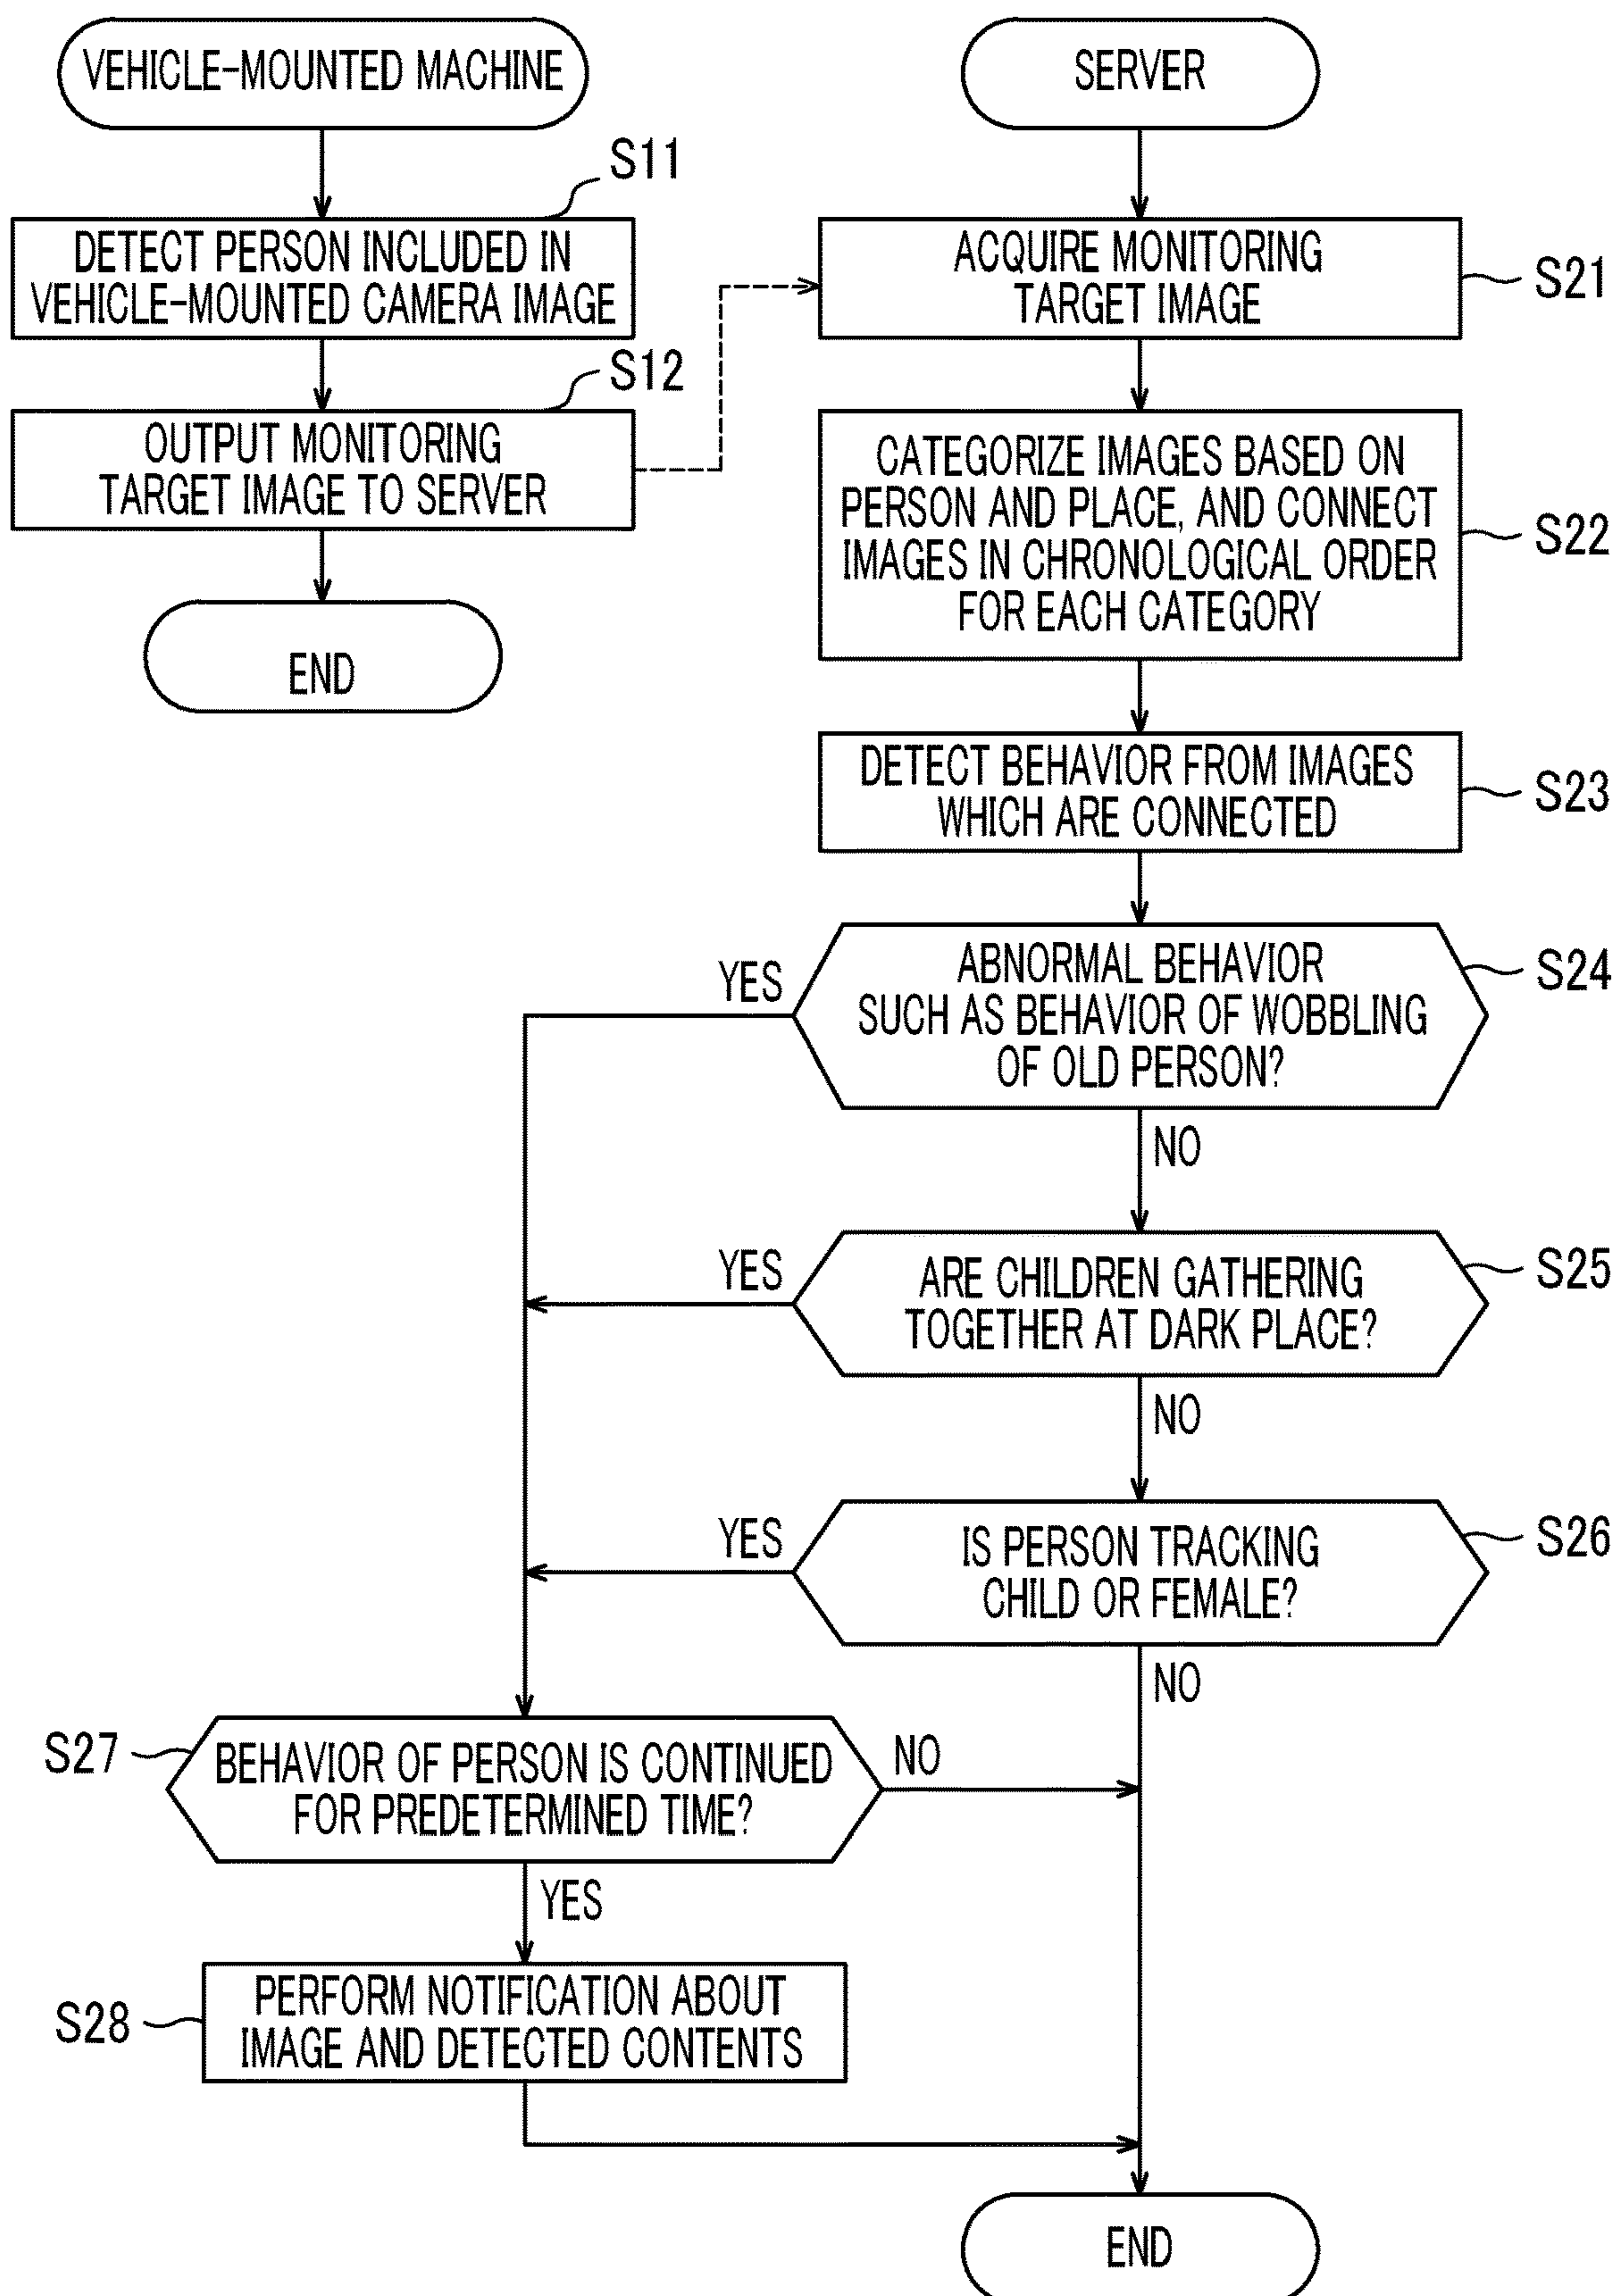 VEHICLE-MOUNTED MACHINE
S11
DETECT PERSON INCLUDED IN
VEHICLE-MOUNTED CAMERA IMAGE
S12
OUTPUT MONITORING
TARGET IMAGE TO SERVER
END
SERVER
ACQUIRE MONITORING
TARGET IMAGE
S21
CATEGORIZE IMAGES BASED ON
PERSON AND PLACE, AND CONNECT
IMAGES IN CHRONOLOGICAL ORDER
FOR EACH CATEGORY
S22
DETECT BEHAVIOR FROM IMAGES
WHICH ARE CONNECTED
S23
ABNORMAL BEHAVIOR
SUCH AS BEHAVIOR OF WOBBLING
OF OLD PERSON?
S24
YES
NO
ARE CHILDREN GATHERING
TOGETHER AT DARK PLACE?
S25
YES
NO
IS PERSON TRACKING
CHILD OR FEMALE?
S26
YES
NO
S27
BEHAVIOR OF PERSON IS CONTINUED
FOR PREDETERMINED TIME?
NO
YES
S28
PERFORM NOTIFICATION ABOUT
IMAGE AND DETECTED CONTENTS
END